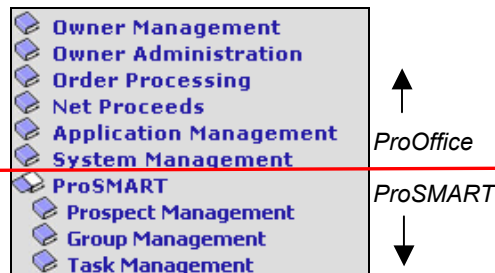 Owner Management
Owner Administration
Order Processing
Net Proceeds
Application Management
ProOffice
System Management
ProSMART
ProSMART
Prospect Management
Group Management
Task Management